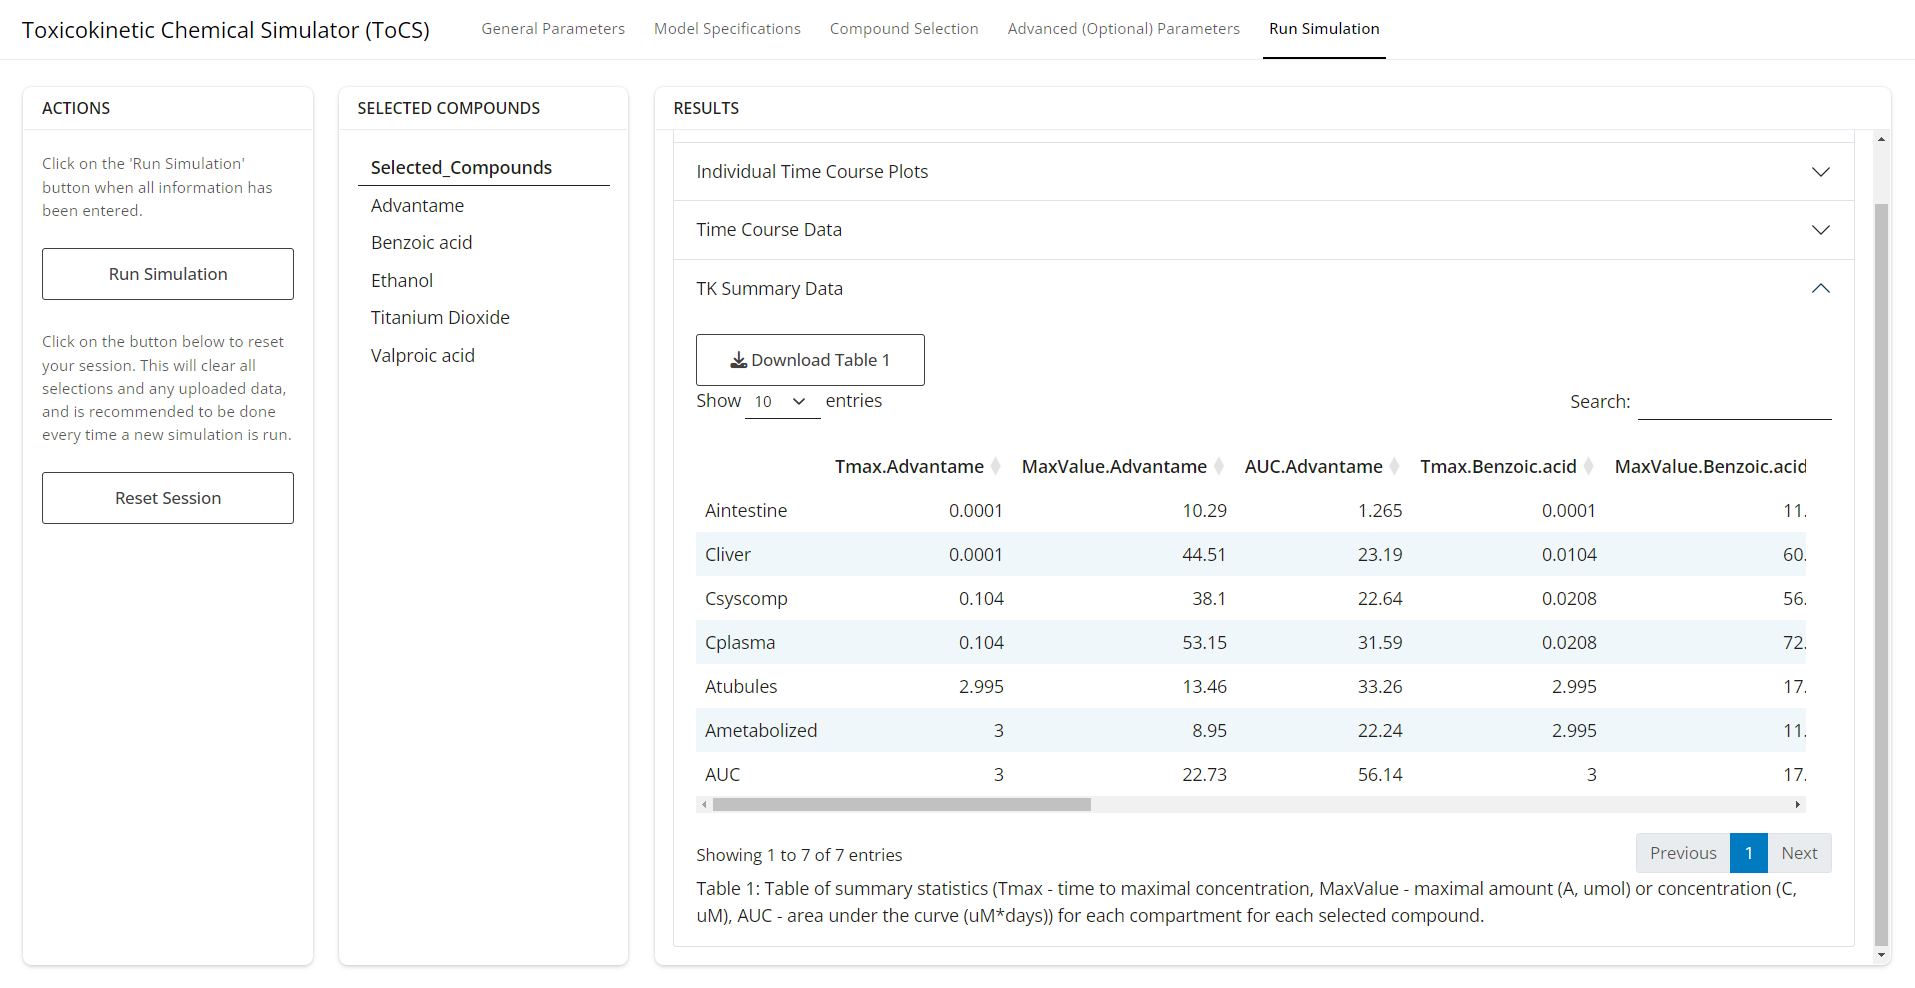 Toxicokinetic Chemical Simulator (ToCS) General Parameters Model Specifications Compound Selection Advanced (Optional) Parameters Run Simulation
ACTIONS
Click on the 'Run Simulation'
button when all information has
been entered.
Run Simulation
Click on the button below to reset
your session. This will clear all
selections and any uploaded data,
and is recommended to be done
every time a new simulation is run.
Reset Session
SELECTED COMPOUNDS
Selected_Compounds
Advantame
Benzoic acid
Ethanol
Titanium Dioxide
Valproic acid
RESULTS
Individual Time Course Plots
Time Course Data
TK Summary Data
Download Table 1
Show 10 entries
Search:
Tmax.Advantame MaxValue.Advantame AUC.Advantame Tmax.Benzoic.acid MaxValue.Benzoic.acid
Aintestine 0.0001 10.29 1.265 0.0001 11.
Cliver 0.0001 44.51 23.19 0.0104 60.
Csyscomp 0.104 38.1 22.64 0.0208 56.
Cplasma 0.104 53.15 31.59 0.0208 72.
Atubules 2.995 13.46 33.26 2.995 17.
Ametabolized 3 8.95 22.24 2.995 11.
AUC 3 22.73 56.14 3 17.
Showing 1 to 7 of 7 entries
Previous 1 Next
Table 1: Table of summary statistics (Tmax - time to maximal concentration, MaxValue - maximal amount (A, umol) or concentration (C,
uM), AUC - area under the curve (uM*days)) for each compartment for each selected compound.